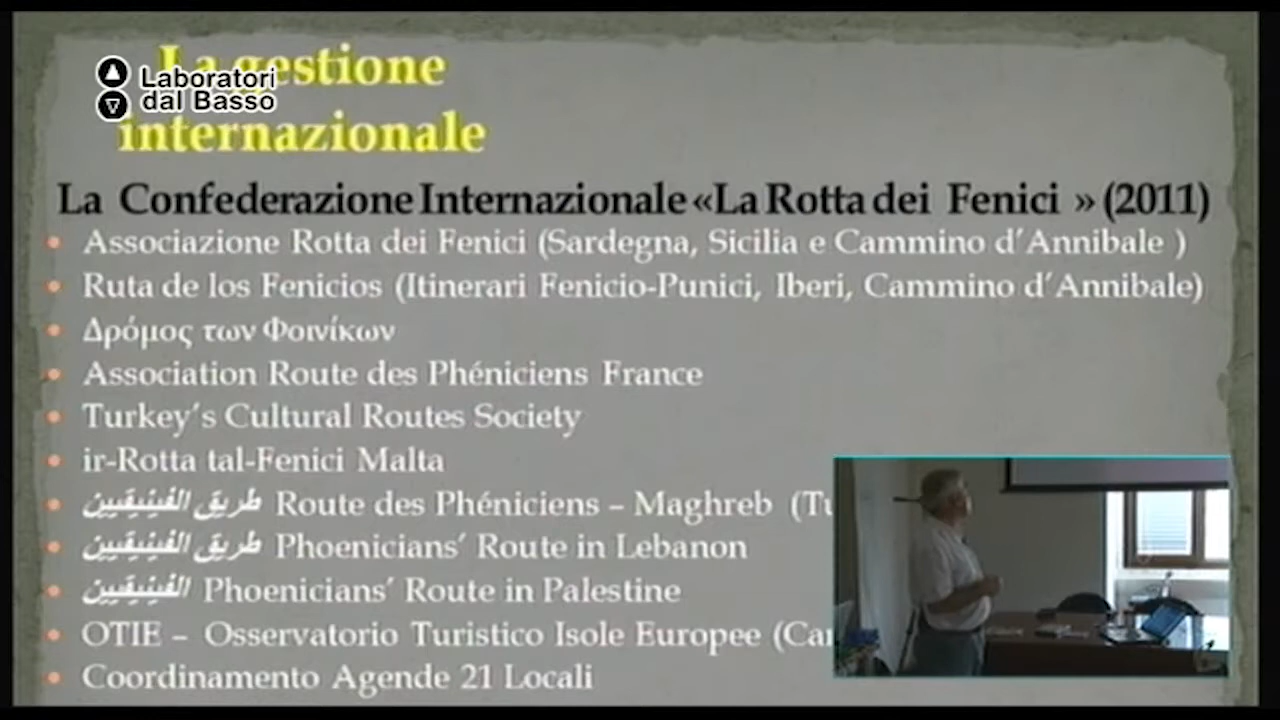 La gestione
internazionale
Laboratori
dal Basso
La Confederazione Internazionale «La Rotta dei Fenici » (2011)
• Associazione Rotta dei Fenici (Sardegna, Sicilia e Cammino d'Annibale )
• Ruta de los Fenicios (Itinerari Fenicio-Punici, Iberi, Cammino d'Annibale)
• Δρόμος των Φοινίκων
• Association Route des Phéniciens France
• Turkey's Cultural Routes Society
• ir-Rotta tal-Fenici Malta
• طريق الفينيقيين Route des Phéniciens – Maghreb (Tu
• طريق الفينيقيين Phoenicians' Route in Lebanon
• الفينيقيين Phoenicians' Route in Palestine
• OTIE – Osservatorio Turistico Isole Europee (Can
• Coordinamento Agende 21 Locali